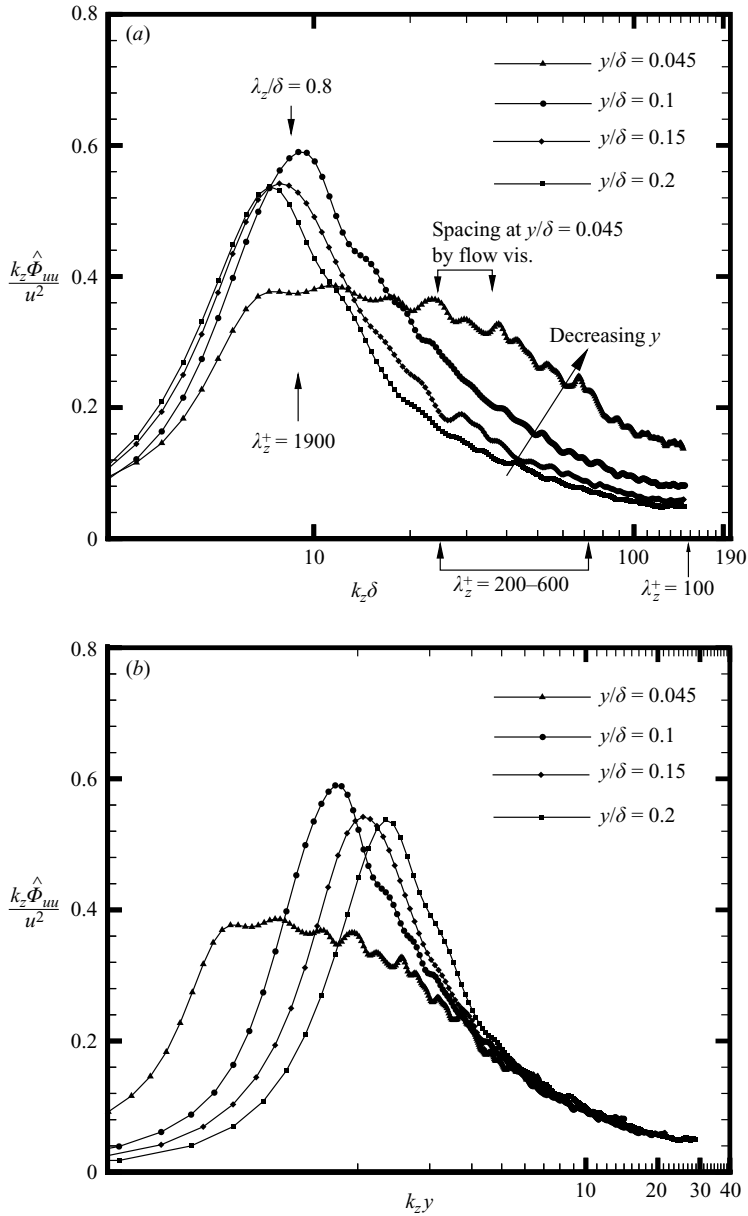 0.8
(a)
y/δ = 0.045
y/δ = 0.1
y/δ = 0.15
y/δ = 0.2
λz/δ = 0.8
0.6
Spacing at y/δ = 0.045
by flow vis.
0.4
kzΦ̂uu
u²
Decreasing y
0.2
λz⁺ = 1900
0
10
100
190
kzδ
λz⁺ = 200–600
λz⁺ = 100
0.8
(b)
y/δ = 0.045
y/δ = 0.1
y/δ = 0.15
y/δ = 0.2
0.6
0.4
kzΦ̂uu
u²
0.2
0
10
20
30
40
kzy